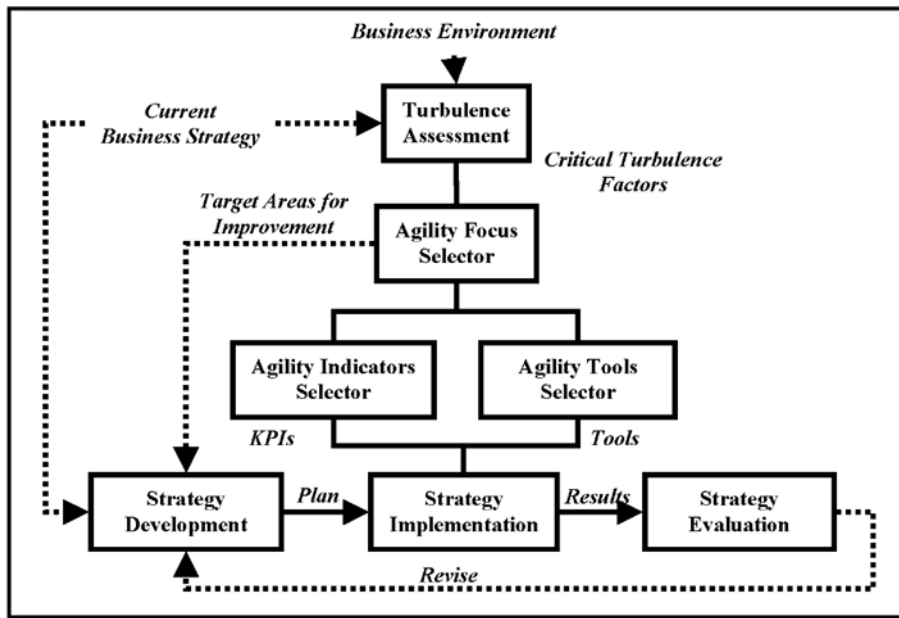 Business Environment
Current
Business Strategy
Turbulence
Assessment
Critical Turbulence
Factors
Target Areas for
Improvement
Agility Focus
Selector
Agility Indicators
Selector
Agility Tools
Selector
KPIs
Tools
Strategy
Development
Plan
Strategy
Implementation
Results
Strategy
Evaluation
Revise